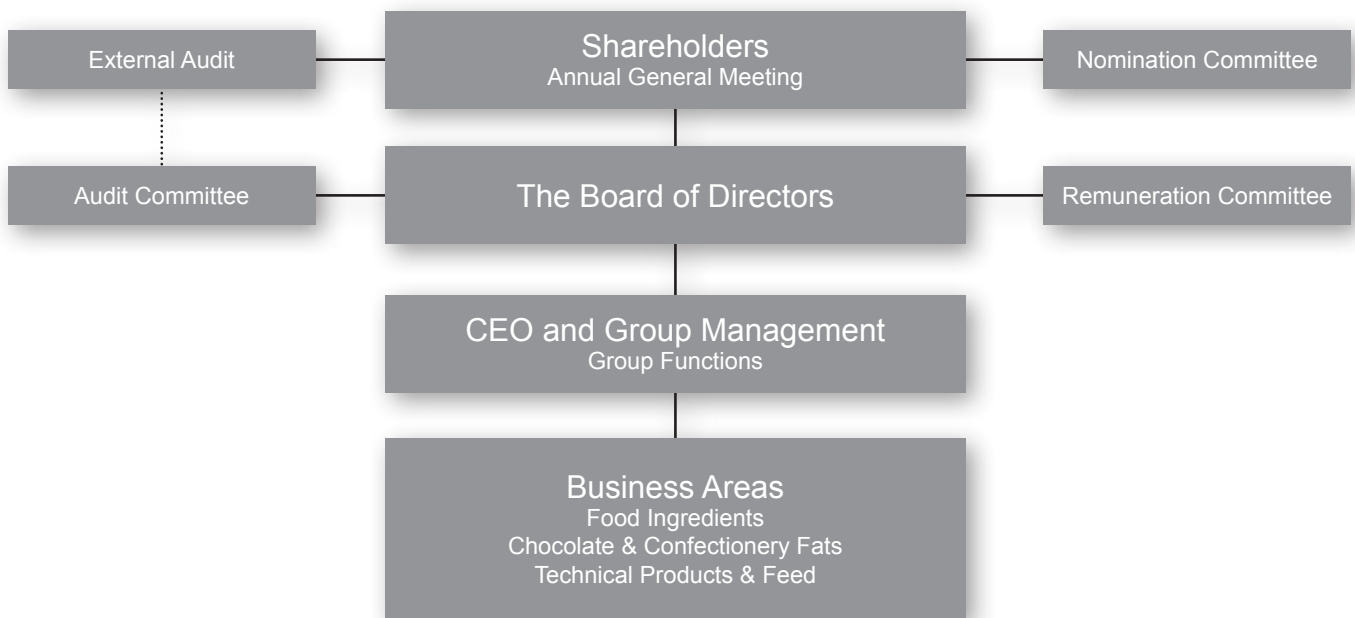 External Audit
Shareholders
Annual General Meeting
Nomination Committee
Audit Committee
The Board of Directors
Remuneration Committee
CEO and Group Management
Group Functions
Business Areas
Food Ingredients
Chocolate & Confectionery Fats
Technical Products & Feed